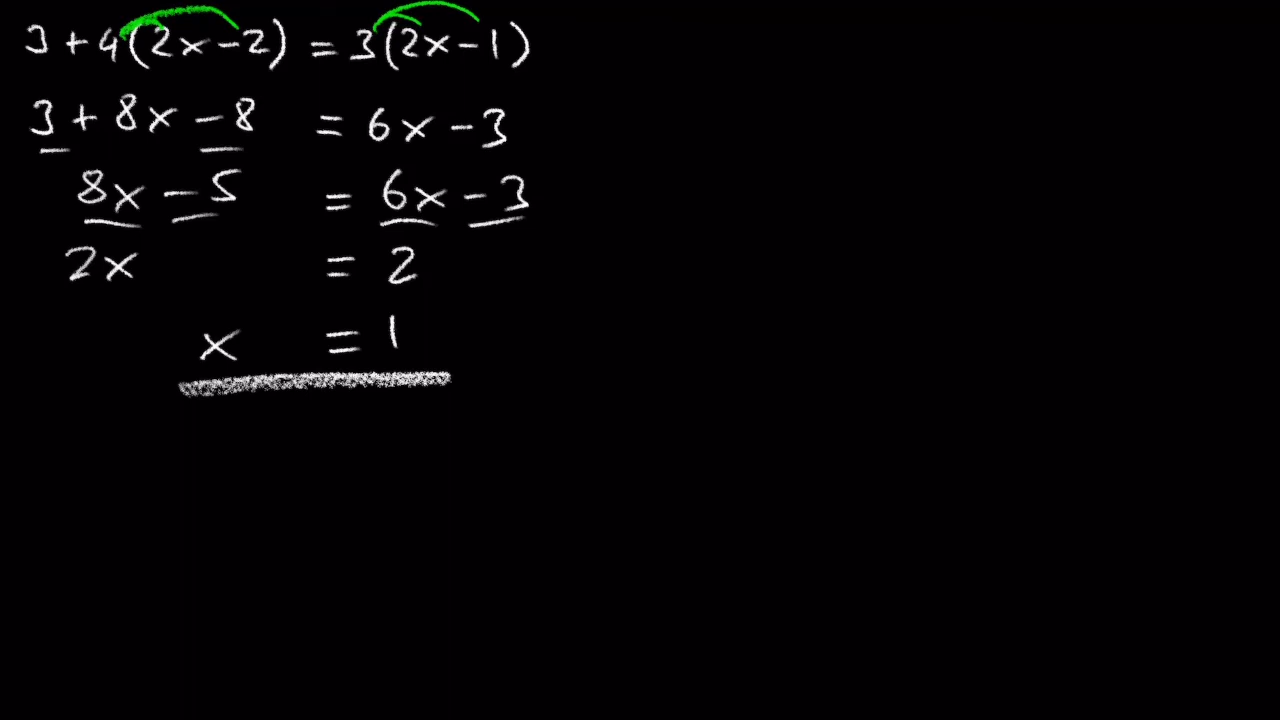 3 + 4(2x - 2) = 3(2x - 1)
3 + 8x - 8 = 6x - 3
8x - 5 = 6x - 3
2x = 2
x = 1